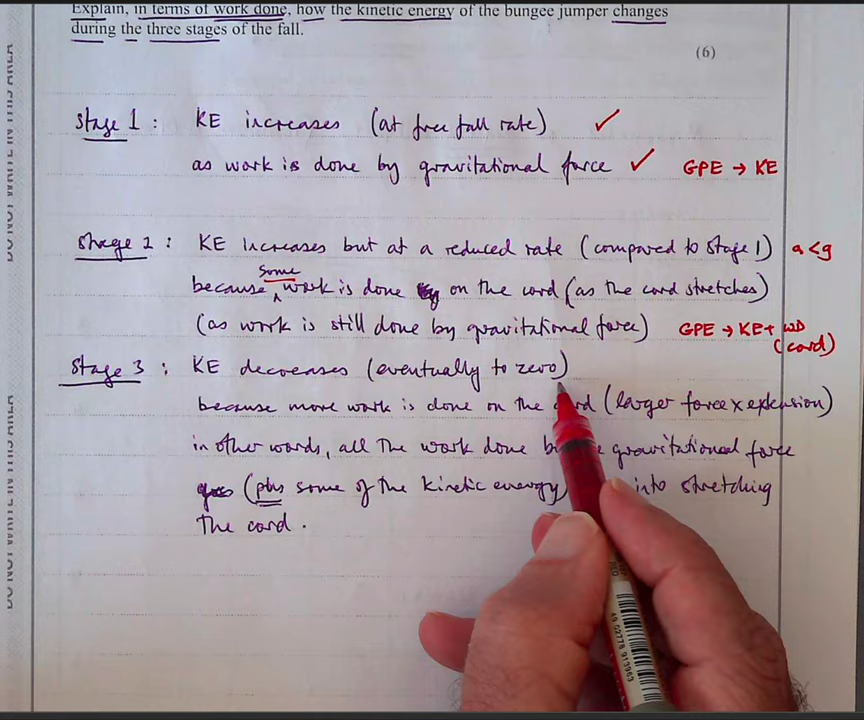 Explain, in terms of work done, how the kinetic energy of the bungee jumper changes
during the three stages of the fall.
(6)
Stage 1 : KE increases (at free fall rate) ✓
as work is done by gravitational force ✓ GPE → KE
Stage 2 : KE increases but at a reduced rate (compared to Stage 1) a<g
because some work is done on the cord (as the cord stretches)
(as work is still done by gravitational force) GPE → KE + WD
(cord)
Stage 3 : KE decreases (eventually to zero)
because more work is done on the (larger force x extension)
in other words, all the work done gravitational force
(plus some of the kinetic energy) into stretching
the cord .
0.7
49 02778 913963